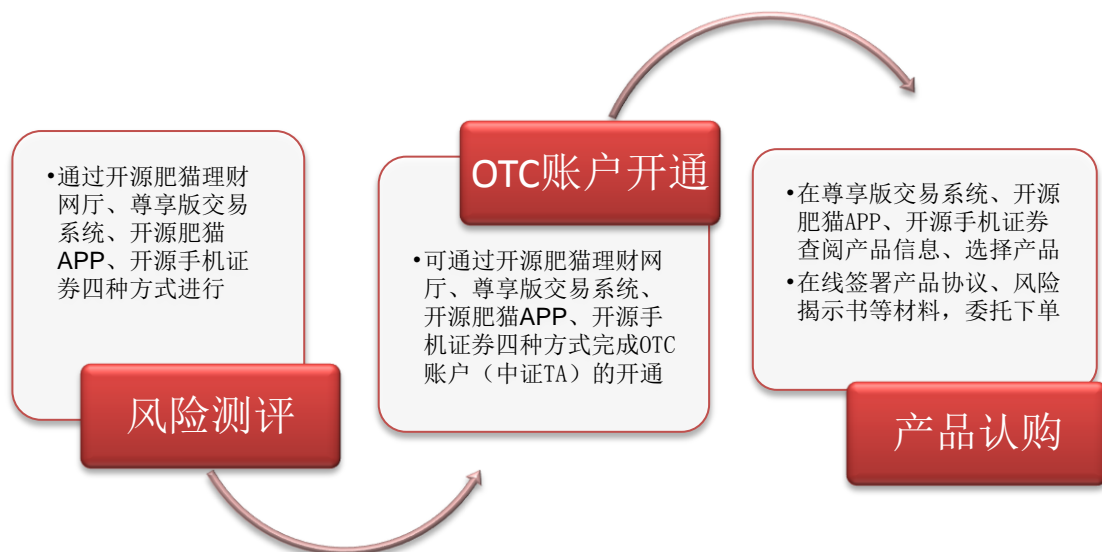 •通过开源肥猫理财
网厅、尊享版交易
系统、开源肥猫
APP、开源手机证
券四种方式进行
风险测评
OTC账户开通
•可通过开源肥猫理财网
厅、尊享版交易系统、
开源肥猫APP、开源手
机证券四种方式完成OTC
账户（中证TA）的开通
•在尊享版交易系统、开源
肥猫APP、开源手机证券
查阅产品信息、选择产品
•在线签署产品协议、风险
揭示书等材料，委托下单
产品认购